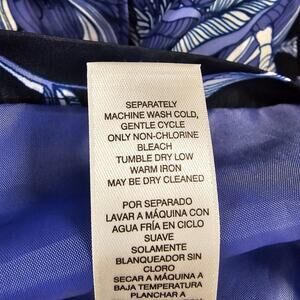 SEPARATELY
MACHINE WASH COLD,
GENTLE CYCLE
ONLY NON-CHLORINE
BLEACH
TUMBLE DRY LOW
WARM IRON
MAY BE DRY CLEANED
POR SEPARADO
LAVAR A MÁQUINA CON
AGUA FRÍA EN CICLO
SUAVE
SOLAMENTE
BLANQUEADOR SIN
CLORO
SECAR A MÁQUINA A
BAJA TEMPERATURA
PLANCHAR A